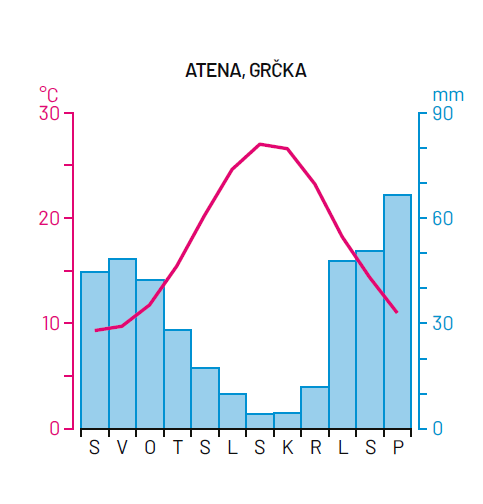 ATENA, GRČKA
°C mm
30 90
20 60
10 30
0 0
S V O T S L S K R L S P